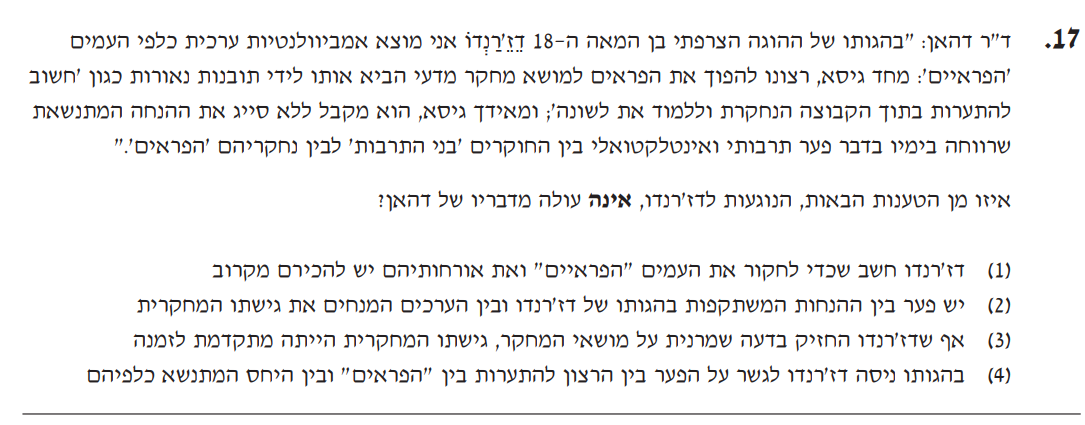 17. ד"ר דהאן: "בהגותו של ההוגה הצרפתי בן המאה ה-18 דֶזֵ'רַנְדוֹ אני מוצא אמביוולנטיות ערכית כלפי העמים
'הפראיים': מחד גיסא, רצונו להפוך את הפראים למושא מחקר מדעי הביא אותו לידי תובנות נאורות כגון 'חשוב
להתערות בתוך הקבוצה הנחקרת וללמוד את לשונה'; ומאידך גיסא, הוא מקבל ללא סייג את ההנחה המתנשאת
שרווחה בימיו בדבר פער תרבותי ואינטלקטואלי בין החוקרים 'בני התרבות' לבין נחקריהם 'הפראים'."
איזו מן הטענות הבאות, הנוגעות לדז'רנדו, אינה עולה מדבריו של דהאן?
(1) דז'רנדו חשב שכדי לחקור את העמים "הפראיים" ואת אורחותיהם יש להכירם מקרוב
(2) יש פער בין ההנחות המשתקפות בהגותו של דז'רנדו ובין הערכים המנחים את גישתו המחקרית
(3) אף שדז'רנדו החזיק בדעה שמרנית על מושאי המחקר, גישתו המחקרית הייתה מתקדמת לזמנה
(4) בהגותו ניסה דז'רנדו לגשר על הפער בין הרצון להתערות בין "הפראים" ובין היחס המתנשא כלפיהם